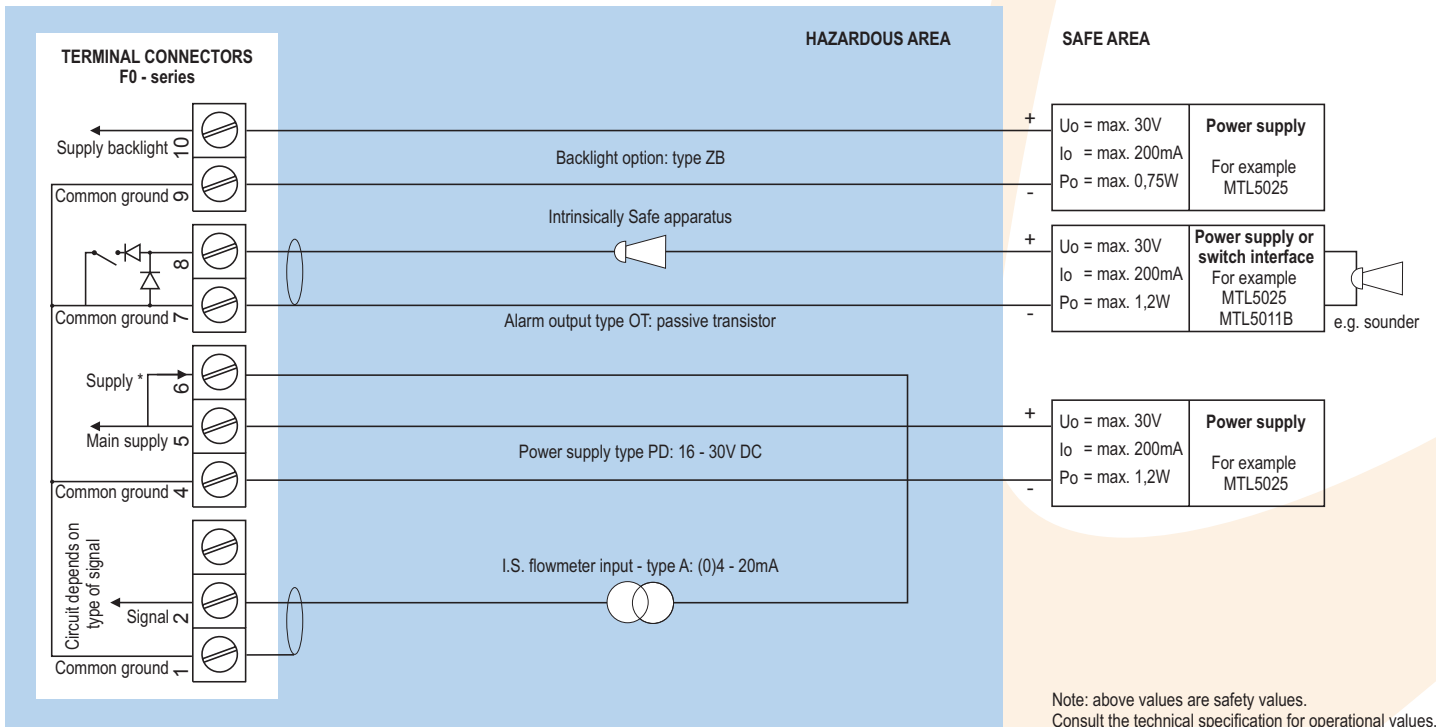 HAZARDOUS AREA
SAFE AREA
TERMINAL CONNECTORS
F0 - series
Supply backlight
10
Common ground
9
8
Common ground
7
Supply *
6
Main supply
5
Common ground
4
Circuit depends on
type of signal
Signal
2
Common ground
1
Backlight option: type ZB
Intrinsically Safe apparatus
Alarm output type OT: passive transistor
Power supply type PD: 16 - 30V DC
I.S. flowmeter input - type A: (0)4 - 20mA
+
-
Uo = max. 30V
Io = max. 200mA
Po = max. 0,75W
Power supply
For example
MTL5025
+
-
Uo = max. 30V
Io = max. 200mA
Po = max. 1,2W
Power supply or
switch interface
For example
MTL5025
MTL5011B
e.g. sounder
+
-
Uo = max. 30V
Io = max. 200mA
Po = max. 1,2W
Power supply
For example
MTL5025
Note: above values are safety values.
Consult the technical specification for operational values.